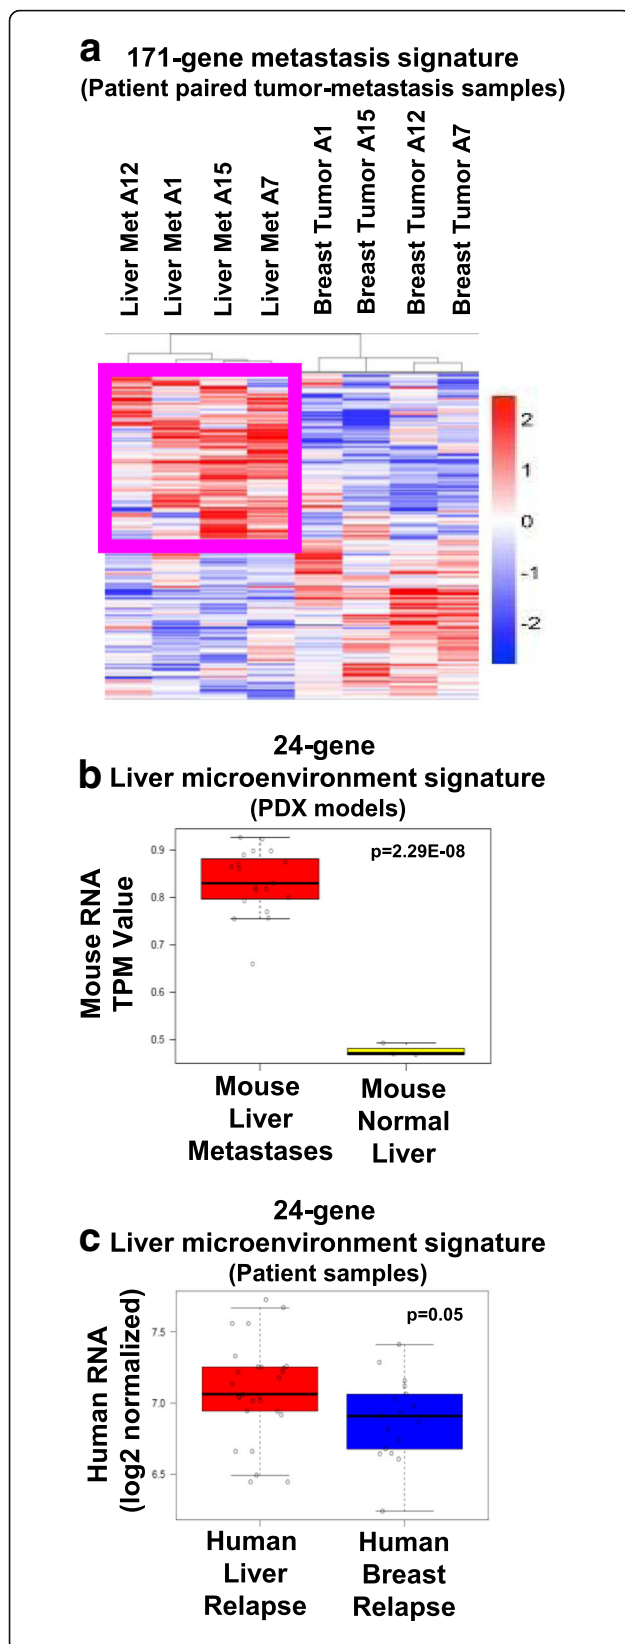 a 171-gene metastasis signature
(Patient paired tumor-metastasis samples)
Liver Met A12
Liver Met A1
Liver Met A15
Liver Met A7
Breast Tumor A1
Breast Tumor A15
Breast Tumor A12
Breast Tumor A7
2
1
0
-1
-2
24-gene
b Liver microenvironment signature
(PDX models)
Mouse RNA
TPM Value
0.9
0.8
0.7
0.6
0.5
p=2.29E-08
Mouse
Liver
Metastases
Mouse
Normal
Liver
24-gene
c Liver microenvironment signature
(Patient samples)
Human RNA
(log2 normalized)
7.5
7.0
6.5
p=0.05
Human
Liver
Relapse
Human
Breast
Relapse